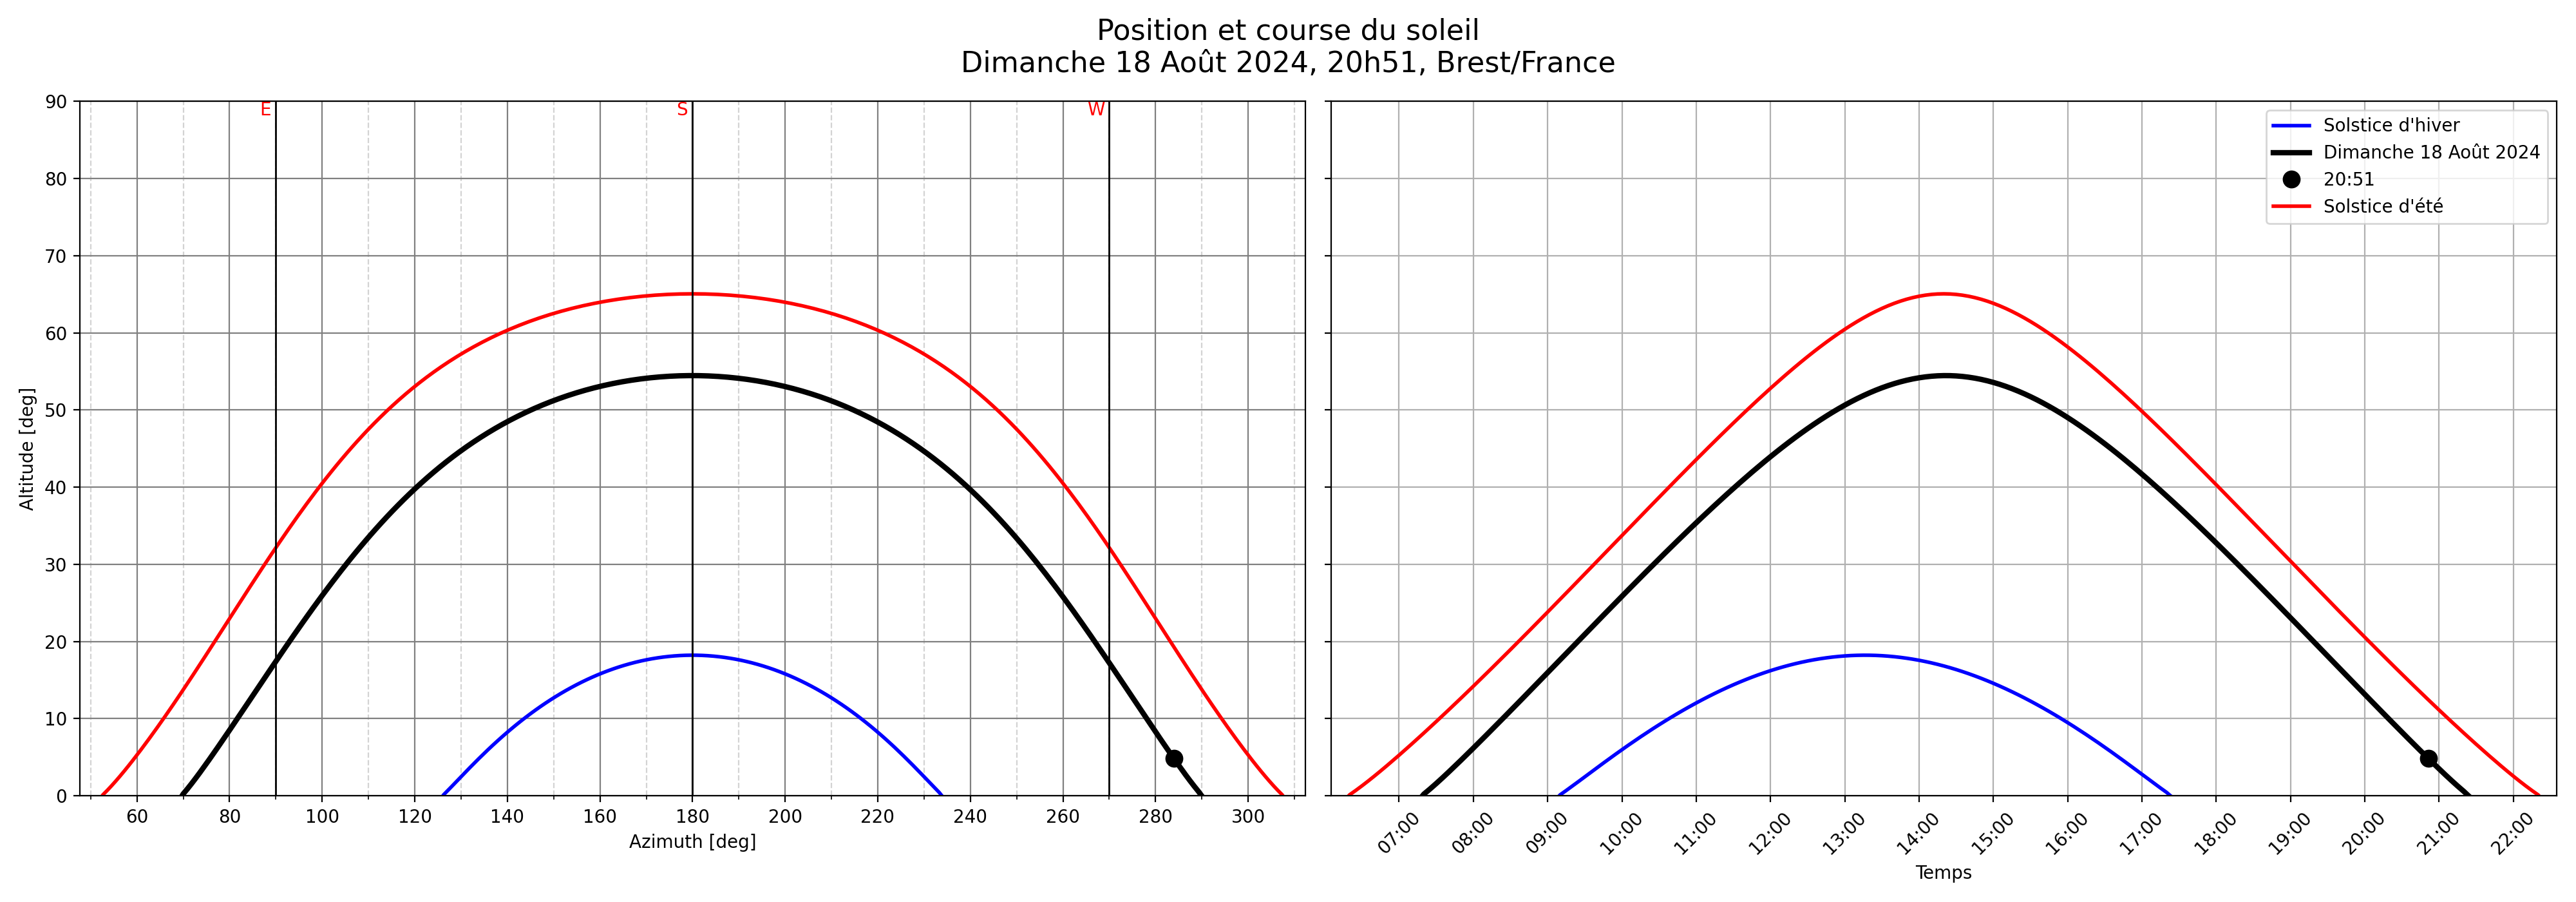 Position et course du soleil
Dimanche 18 Août 2024, 20h51, Brest/France
E
S
W
90
80
70
60
50
40
30
20
10
0
Altitude [deg]
60 80 100 120 140 160 180 200 220 240 260 280 300
Azimuth [deg]
Solstice d'hiver
Dimanche 18 Août 2024
20:51
Solstice d'été
07:00 08:00 09:00 10:00 11:00 12:00 13:00 14:00 15:00 16:00 17:00 18:00 19:00 20:00 21:00 22:00
Temps